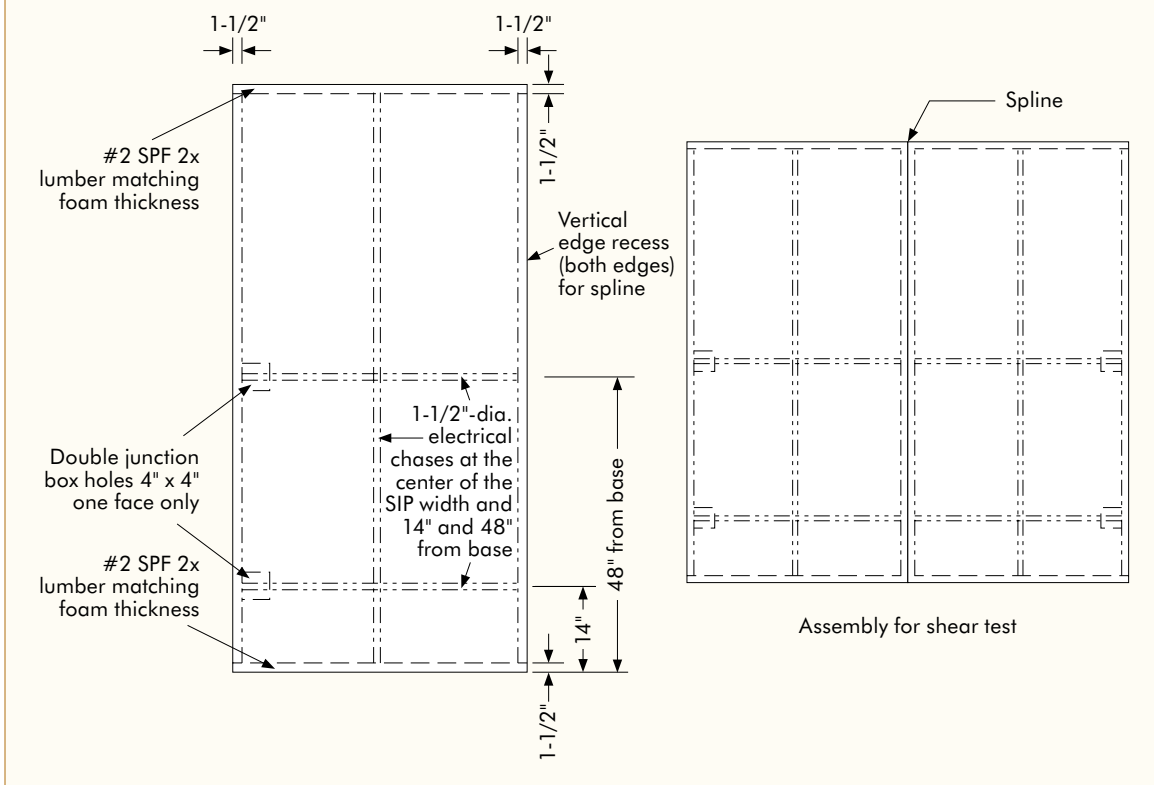 1-1/2"
1-1/2"
1-1/2"
#2 SPF 2x
lumber matching
foam thickness
Vertical
edge recess
(both edges)
for spline
Double junction
box holes 4" x 4"
one face only
1-1/2"-dia.
electrical
chases at the
center of the
SIP width and
14" and 48"
from base
#2 SPF 2x
lumber matching
foam thickness
14"
48" from base
1-1/2"
Spline
Assembly for shear test